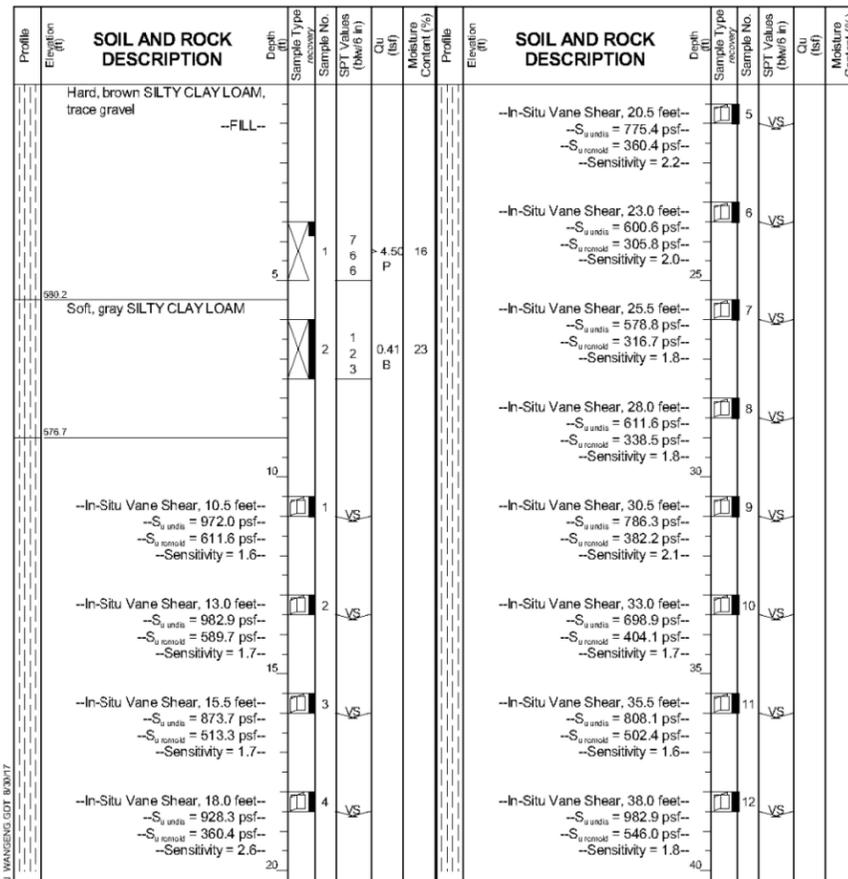 Profile
Elevation (ft)
SOIL AND ROCK
DESCRIPTION
Depth (ft)
Sample Type
recovery
Sample No.
SPT Values
(blw/6 in)
Qu
(tsf)
Moisture
Content (%)
Profile
Elevation (ft)
SOIL AND ROCK
DESCRIPTION
Depth (ft)
Sample Type
recovery
Sample No.
SPT Values
(blw/6 in)
Qu
(tsf)
Moisture
Content (%)
Hard, brown SILTY CLAY LOAM,
trace gravel
--FILL--
1
7
6
6
> 4.50
P
16
5
580.2
Soft, gray SILTY CLAY LOAM
2
1
2
3
0.41
B
23
576.7
10
--In-Situ Vane Shear, 10.5 feet--
--Su undis = 972.0 psf--
--Su remold = 611.6 psf--
--Sensitivity = 1.6--
1
VS
--In-Situ Vane Shear, 13.0 feet--
--Su undis = 982.9 psf--
--Su remold = 589.7 psf--
--Sensitivity = 1.7--
2
VS
15
--In-Situ Vane Shear, 15.5 feet--
--Su undis = 873.7 psf--
--Su remold = 513.3 psf--
--Sensitivity = 1.7--
3
VS
--In-Situ Vane Shear, 18.0 feet--
--Su undis = 928.3 psf--
--Su remold = 360.4 psf--
--Sensitivity = 2.6--
4
VS
20
--In-Situ Vane Shear, 20.5 feet--
--Su undis = 775.4 psf--
--Su remold = 360.4 psf--
--Sensitivity = 2.2--
5
VS
--In-Situ Vane Shear, 23.0 feet--
--Su undis = 600.6 psf--
--Su remold = 305.8 psf--
--Sensitivity = 2.0--
6
VS
25
--In-Situ Vane Shear, 25.5 feet--
--Su undis = 578.8 psf--
--Su remold = 316.7 psf--
--Sensitivity = 1.8--
7
VS
--In-Situ Vane Shear, 28.0 feet--
--Su undis = 611.6 psf--
--Su remold = 338.5 psf--
--Sensitivity = 1.8--
8
VS
30
--In-Situ Vane Shear, 30.5 feet--
--Su undis = 786.3 psf--
--Su remold = 382.2 psf--
--Sensitivity = 2.1--
9
VS
--In-Situ Vane Shear, 33.0 feet--
--Su undis = 698.9 psf--
--Su remold = 404.1 psf--
--Sensitivity = 1.7--
10
VS
35
--In-Situ Vane Shear, 35.5 feet--
--Su undis = 808.1 psf--
--Su remold = 502.4 psf--
--Sensitivity = 1.6--
11
VS
--In-Situ Vane Shear, 38.0 feet--
--Su undis = 982.9 psf--
--Su remold = 546.0 psf--
--Sensitivity = 1.8--
12
VS
40
WANGENG.GDT 8/30/17